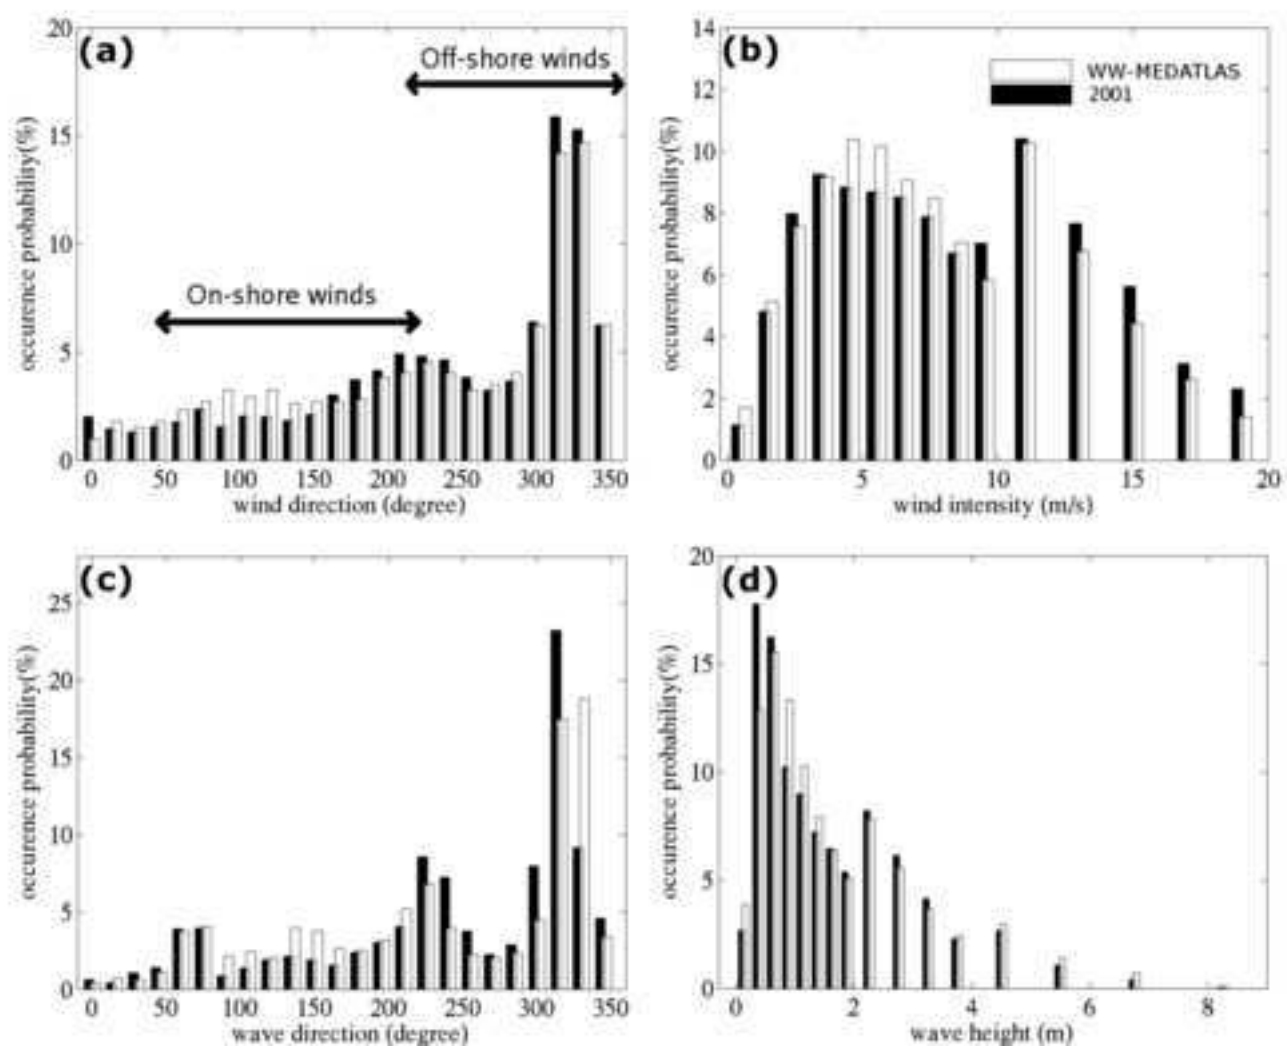 (a)
Off-shore winds
On-shore winds
20
15
10
5
0
occurence probability(%)
0 50 100 150 200 250 300 350
wind direction (degree)
(b)
WW-MEDATLAS
2001
14
12
10
8
6
4
2
0
occurence probability(%)
0 5 10 15 20
wind intensity (m/s)
(c)
25
20
15
10
5
0
occurence probability(%)
0 50 100 150 200 250 300 350
wave direction (degree)
(d)
20
15
10
5
0
occurence probability(%)
0 2 4 6 8
wave height (m)